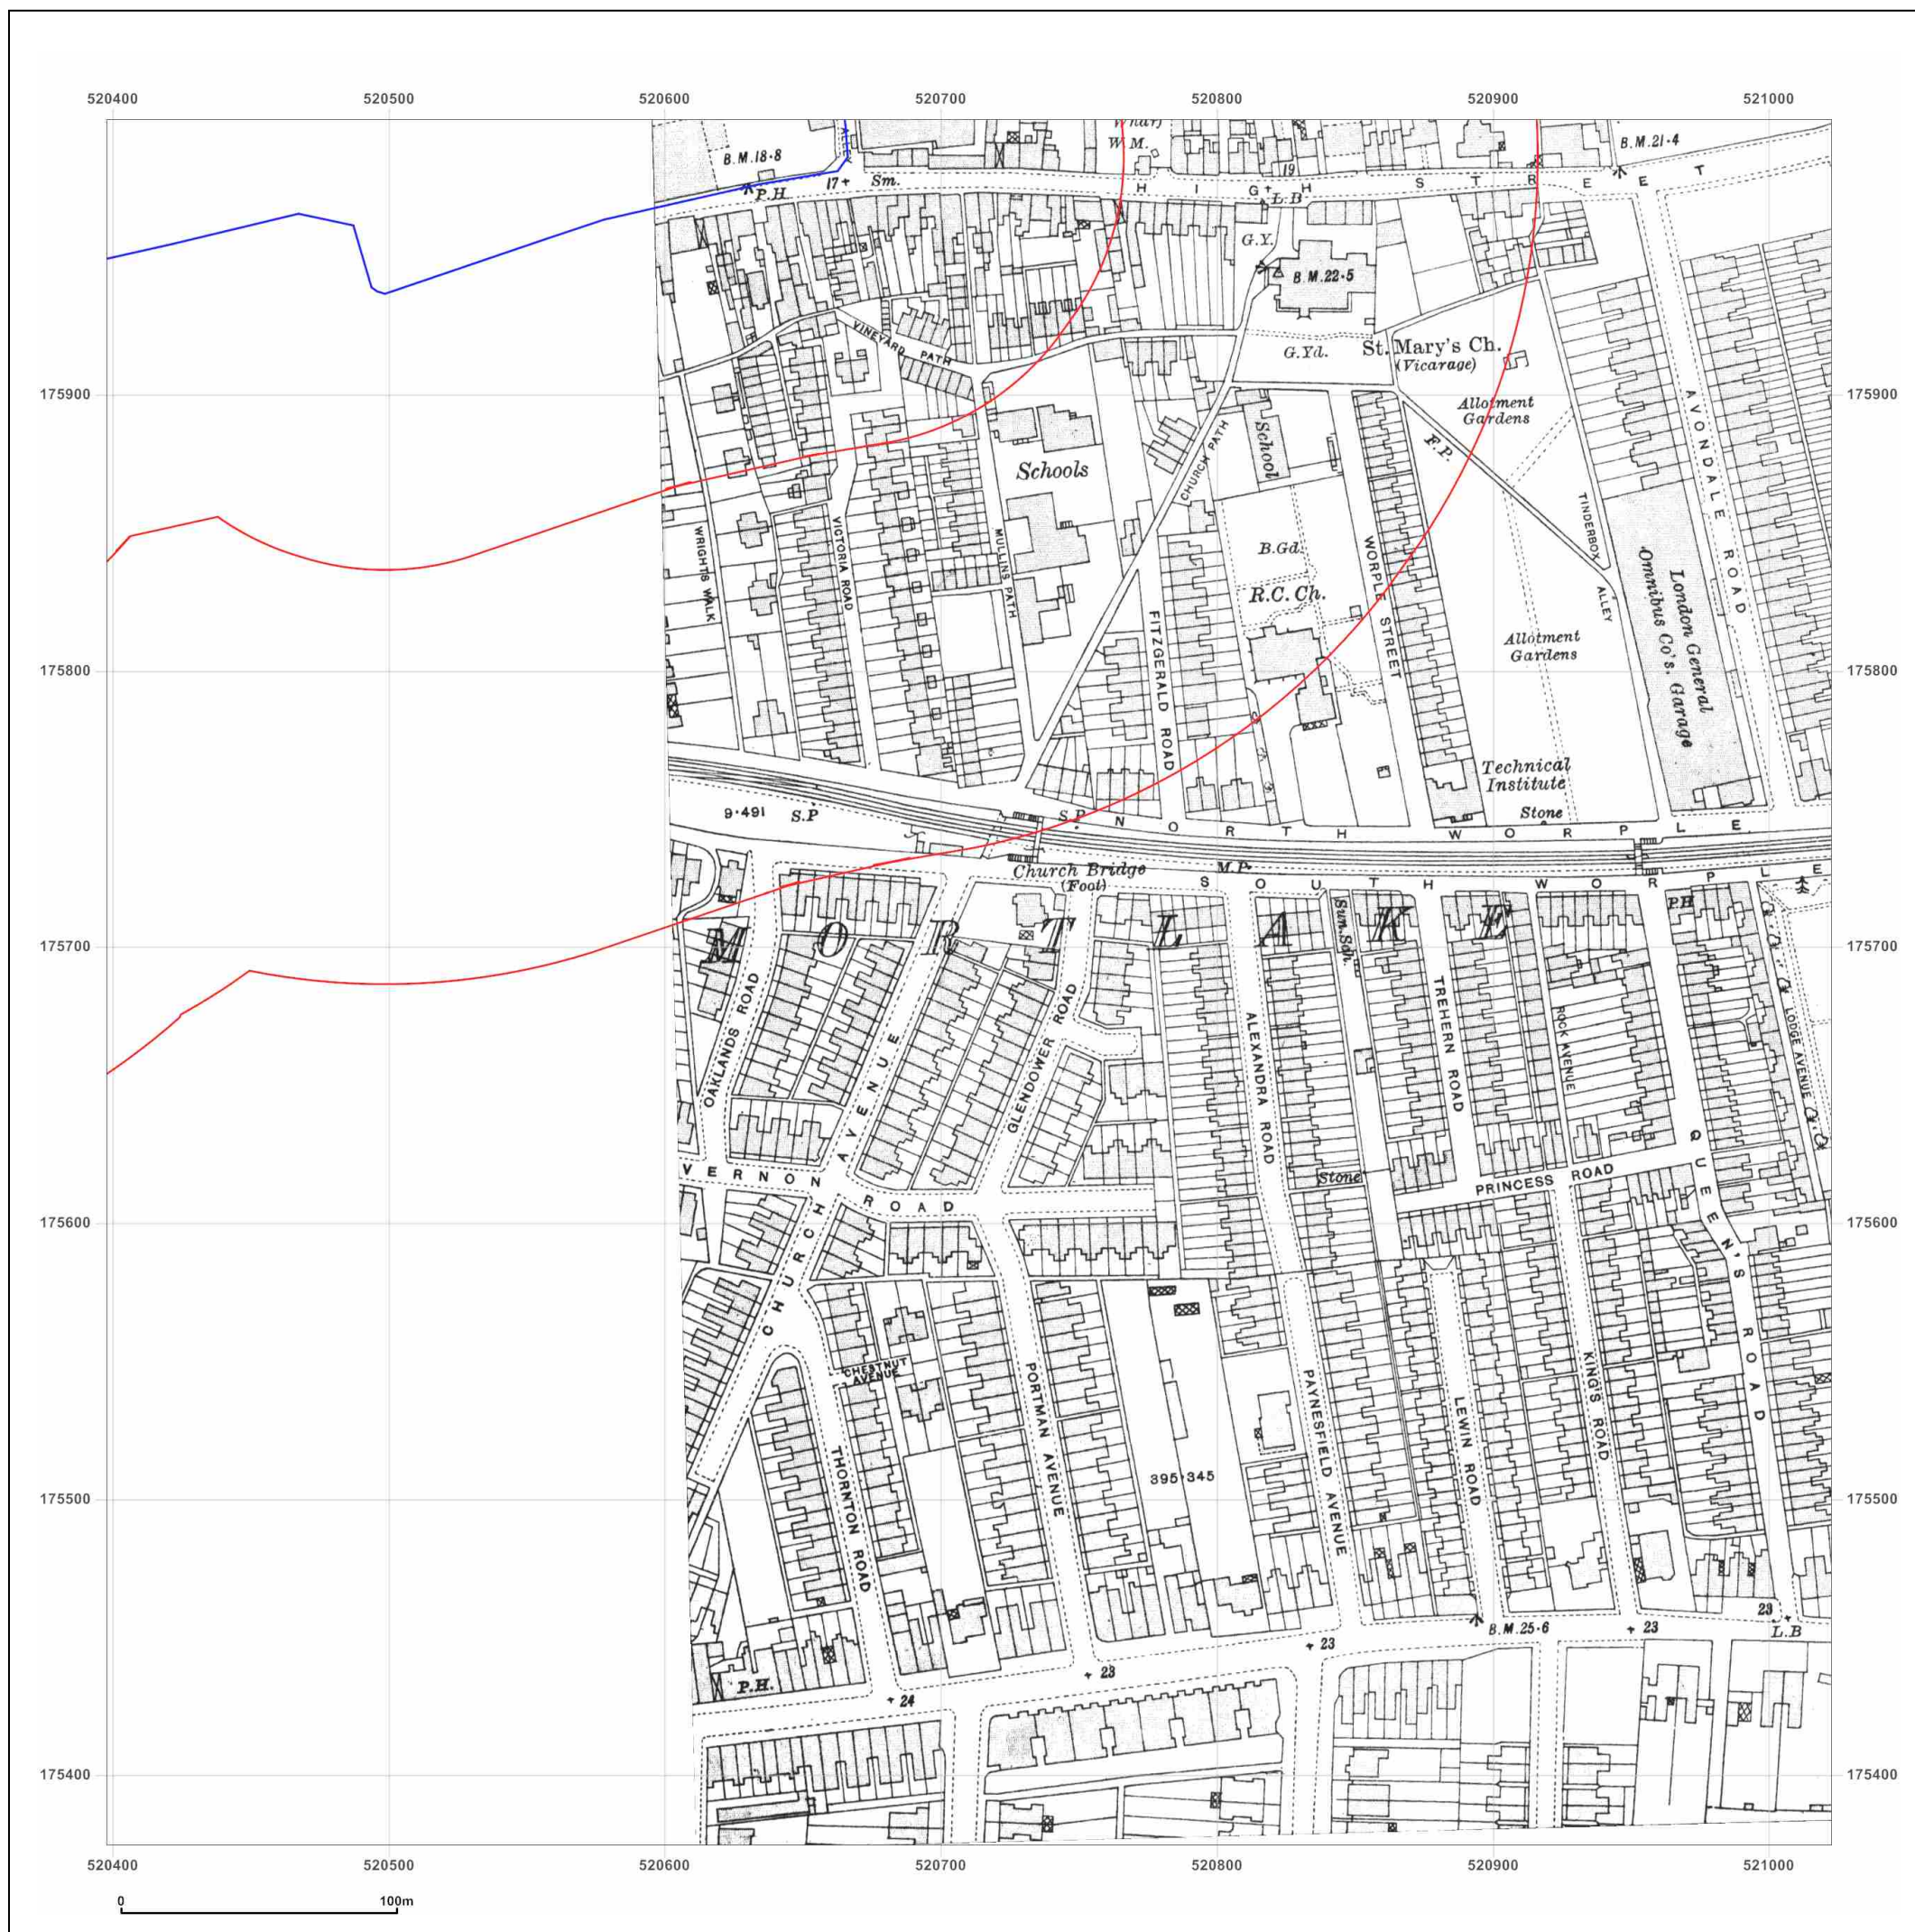 520400 520500 520600 520700 520800 520900 521000
W.M.
B.M.18·8
B.M.21·4
17+ Sm.
19
P.H.
H I G H S T R E E T
L.B
G.Y.
B.M.22·5
VINEYARD PATH
G.Yd.
St. Mary's Ch.
(Vicarage)
175900
175900
Allotment
Gardens
AVONDALE ROAD
CHURCH PATH
School
F.P.
Schools
WRIGHTS WALK
VICTORIA ROAD
MULLINS PATH
TINDERBOX ALLEY
London General
Omnibus Co's. Garage
B.Gd.
WORPLE STREET
R.C. Ch.
FITZGERALD ROAD
Allotment
Gardens
175800
175800
Technical
Institute
Stone
9·491
S.P
S.P
NORTH WORPLE
Church Bridge
(Foot)
M.P.
SOUTH WORPLE
Sun. Sch.
P.H
MORTLAKE
175700
175700
OAKLANDS ROAD
CHURCH AVENUE
GLENDOWER ROAD
ALEXANDRA ROAD
TREHERN ROAD
ROCK AVENUE
LODGE AVENUE
QUEEN'S ROAD
VERNON ROAD
Stone
PRINCESS ROAD
175600
175600
CHESTNUT
AVENUE
PORTMAN AVENUE
PAYNESFIELD AVENUE
LEWIN ROAD
KING'S ROAD
THORNTON ROAD
395·345
175500
175500
23
B.M.25·6
+ 23
L.B
+ 23
+ 23
P.H.
+ 24
175400
175400
520400 520500 520600 520700 520800 520900 521000
0 100m